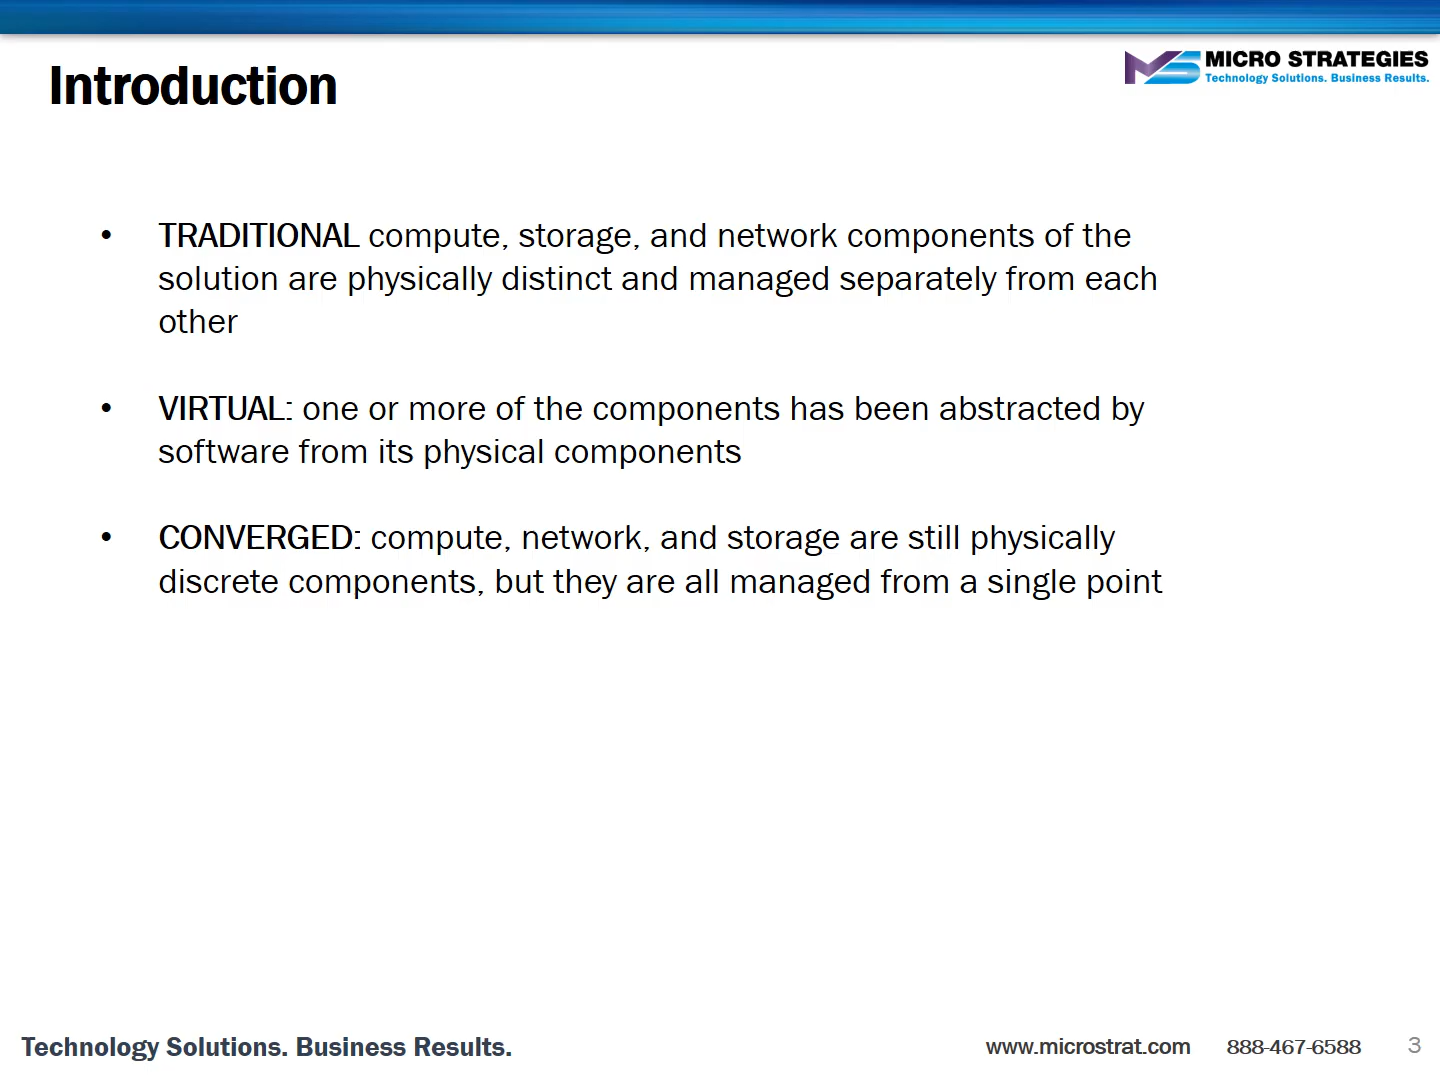 Introduction
MICRO STRATEGIES
Technology Solutions. Business Results.
• TRADITIONAL compute, storage, and network components of the
solution are physically distinct and managed separately from each
other
• VIRTUAL: one or more of the components has been abstracted by
software from its physical components
• CONVERGED: compute, network, and storage are still physically
discrete components, but they are all managed from a single point
Technology Solutions. Business Results.
www.microstrat.com 888-467-6588 3